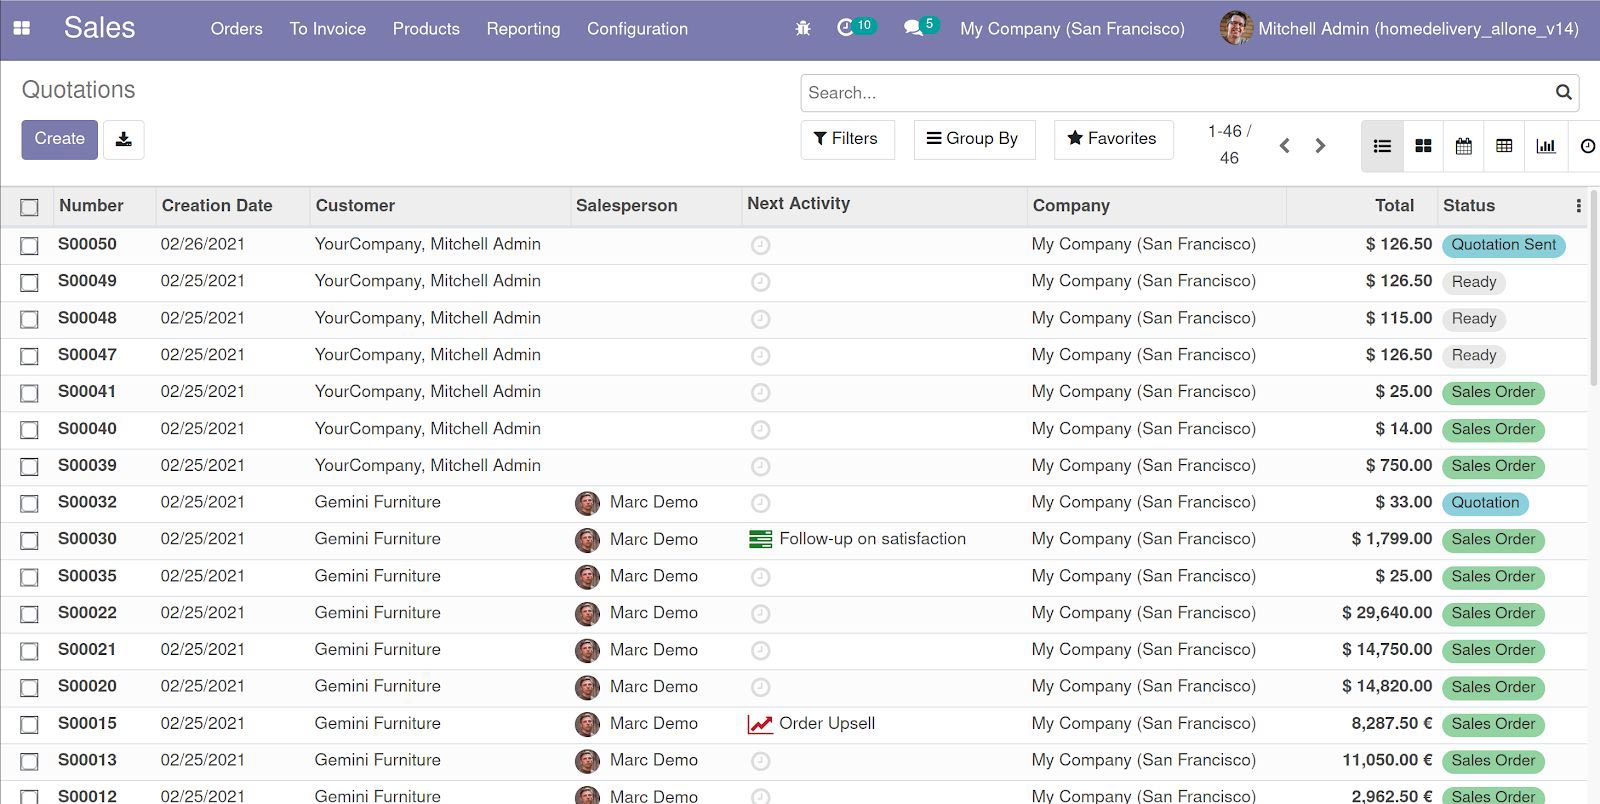 Sales Orders To Invoice Products Reporting Configuration 10 5 My Company (San Francisco) Mitchell Admin (homedelivery_allone_v14)
Quotations
Search...
Create Filters Group By Favorites 1-46 /
46
Number Creation Date Customer Salesperson Next Activity Company Total Status
S00050 02/26/2021 YourCompany, Mitchell Admin My Company (San Francisco) $ 126.50 Quotation Sent
S00049 02/25/2021 YourCompany, Mitchell Admin My Company (San Francisco) $ 126.50 Ready
S00048 02/25/2021 YourCompany, Mitchell Admin My Company (San Francisco) $ 115.00 Ready
S00047 02/25/2021 YourCompany, Mitchell Admin My Company (San Francisco) $ 126.50 Ready
S00041 02/25/2021 YourCompany, Mitchell Admin My Company (San Francisco) $ 25.00 Sales Order
S00040 02/25/2021 YourCompany, Mitchell Admin My Company (San Francisco) $ 14.00 Sales Order
S00039 02/25/2021 YourCompany, Mitchell Admin My Company (San Francisco) $ 750.00 Sales Order
S00032 02/25/2021 Gemini Furniture Marc Demo My Company (San Francisco) $ 33.00 Quotation
S00030 02/25/2021 Gemini Furniture Marc Demo Follow-up on satisfaction My Company (San Francisco) $ 1,799.00 Sales Order
S00035 02/25/2021 Gemini Furniture Marc Demo My Company (San Francisco) $ 25.00 Sales Order
S00022 02/25/2021 Gemini Furniture Marc Demo My Company (San Francisco) $ 29,640.00 Sales Order
S00021 02/25/2021 Gemini Furniture Marc Demo My Company (San Francisco) $ 14,750.00 Sales Order
S00020 02/25/2021 Gemini Furniture Marc Demo My Company (San Francisco) $ 14,820.00 Sales Order
S00015 02/25/2021 Gemini Furniture Marc Demo Order Upsell My Company (San Francisco) 8,287.50 € Sales Order
S00013 02/25/2021 Gemini Furniture Marc Demo My Company (San Francisco) 11,050.00 € Sales Order
S00012 02/25/2021 Gemini Furniture Marc Demo My Company (San Francisco) 2,962.50 € Sales Order